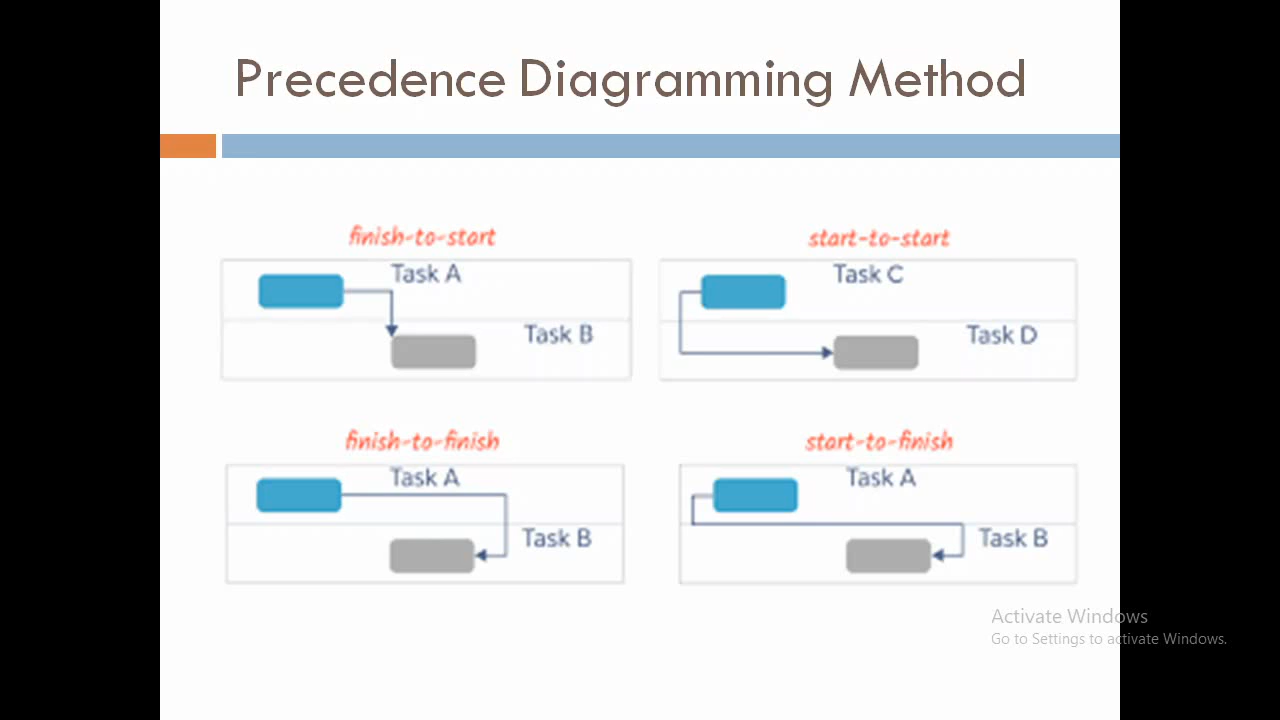 Precedence Diagramming Method
finish-to-start
start-to-start
Task A
Task C
Task B
Task D
finish-to-finish
start-to-finish
Task A
Task A
Task B
Task B
Activate Windows
Go to Settings to activate Windows.